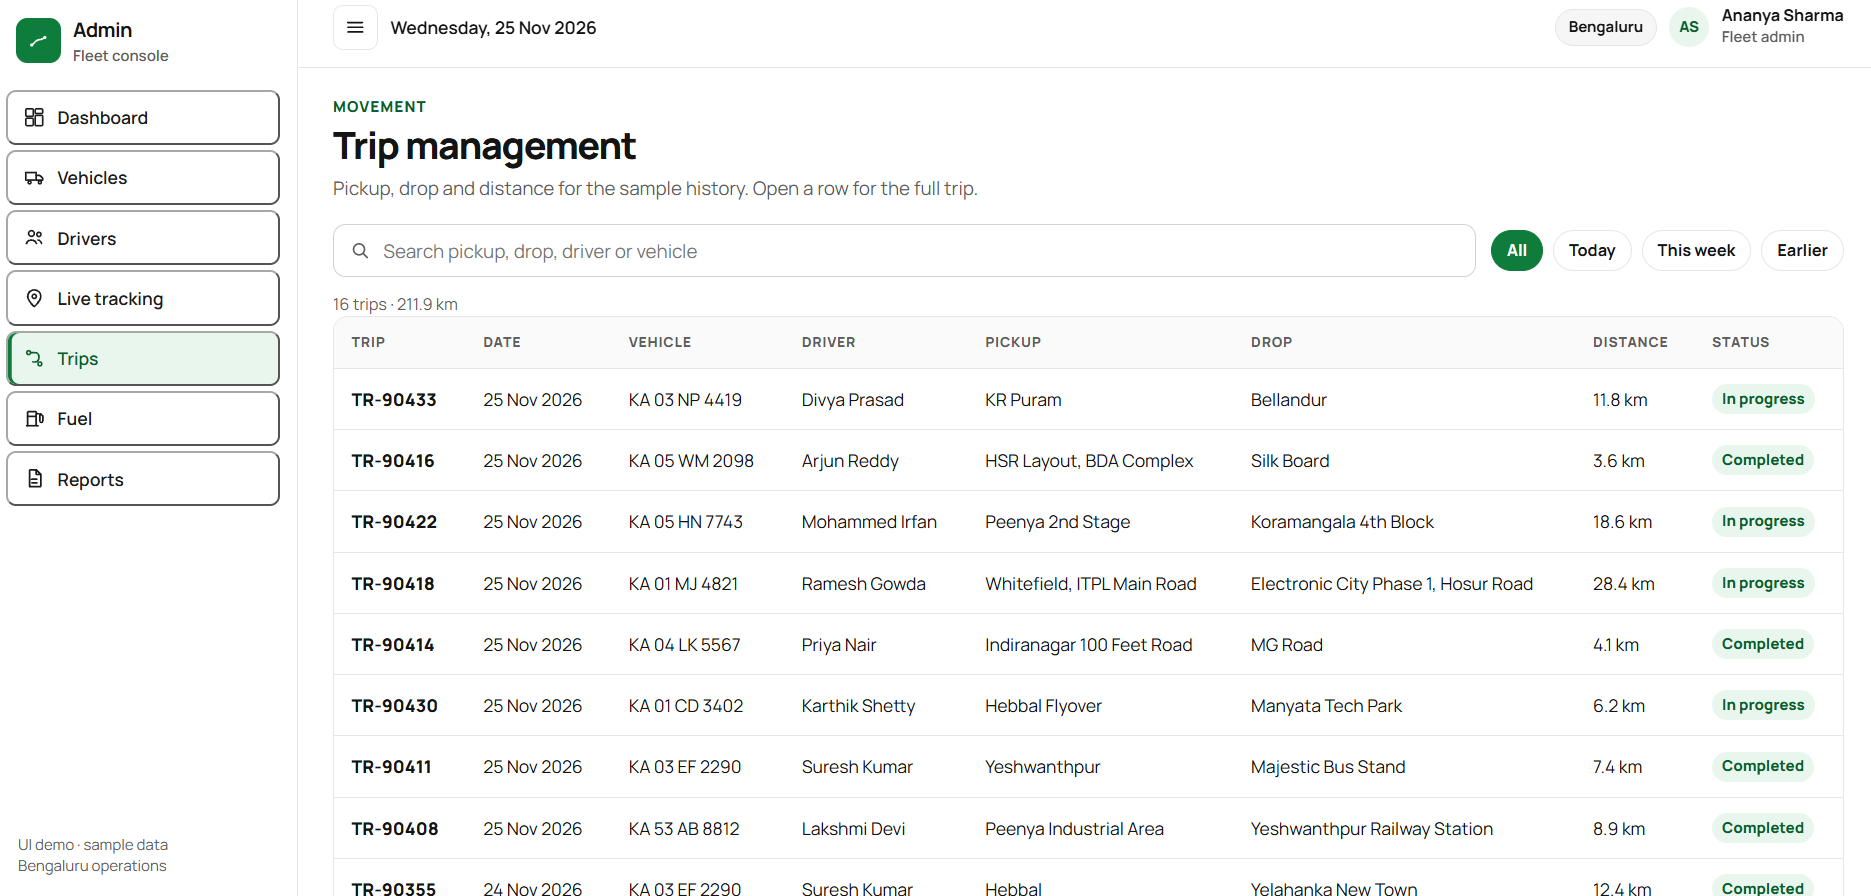 Admin
Fleet console
Dashboard
Vehicles
Drivers
Live tracking
Trips
Fuel
Reports
UI demo · sample data
Bengaluru operations
Wednesday, 25 Nov 2026
Bengaluru
AS
Ananya Sharma
Fleet admin
MOVEMENT
Trip management
Pickup, drop and distance for the sample history. Open a row for the full trip.
Search pickup, drop, driver or vehicle
All Today This week Earlier
16 trips · 211.9 km
TRIP DATE VEHICLE DRIVER PICKUP DROP DISTANCE STATUS
TR-90433 25 Nov 2026 KA 03 NP 4419 Divya Prasad KR Puram Bellandur 11.8 km In progress
TR-90416 25 Nov 2026 KA 05 WM 2098 Arjun Reddy HSR Layout, BDA Complex Silk Board 3.6 km Completed
TR-90422 25 Nov 2026 KA 05 HN 7743 Mohammed Irfan Peenya 2nd Stage Koramangala 4th Block 18.6 km In progress
TR-90418 25 Nov 2026 KA 01 MJ 4821 Ramesh Gowda Whitefield, ITPL Main Road Electronic City Phase 1, Hosur Road 28.4 km In progress
TR-90414 25 Nov 2026 KA 04 LK 5567 Priya Nair Indiranagar 100 Feet Road MG Road 4.1 km Completed
TR-90430 25 Nov 2026 KA 01 CD 3402 Karthik Shetty Hebbal Flyover Manyata Tech Park 6.2 km In progress
TR-90411 25 Nov 2026 KA 03 EF 2290 Suresh Kumar Yeshwanthpur Majestic Bus Stand 7.4 km Completed
TR-90408 25 Nov 2026 KA 53 AB 8812 Lakshmi Devi Peenya Industrial Area Yeshwanthpur Railway Station 8.9 km Completed
TR-90355 24 Nov 2026 KA 03 EF 2290 Suresh Kumar Hebbal Yelahanka New Town 12.4 km Completed